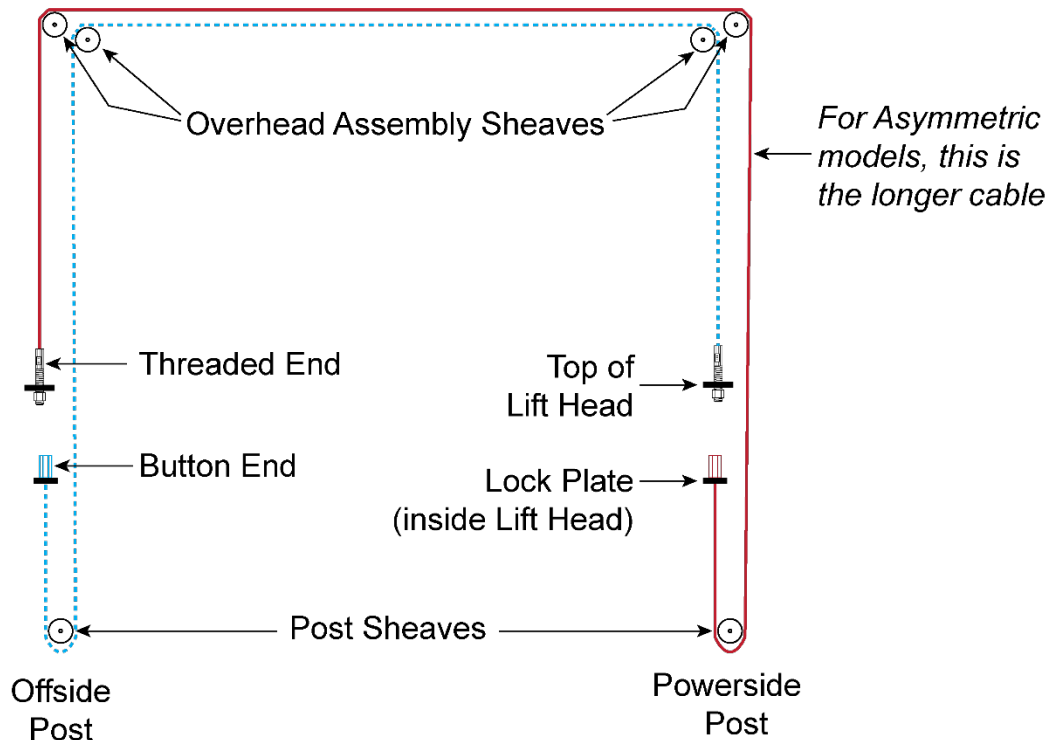 Overhead Assembly Sheaves
For Asymmetric
models, this is
the longer cable
Threaded End
Top of
Lift Head
Button End
Lock Plate
(inside Lift Head)
Post Sheaves
Offside
Post
Powerside
Post